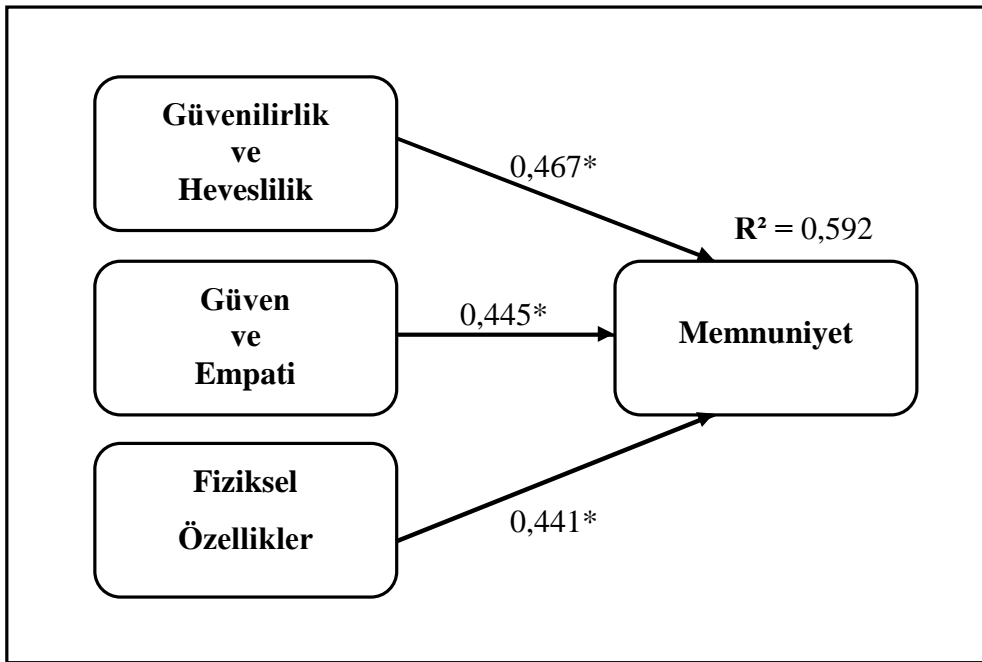 Güvenilirlik
ve
Heveslilik
0,467*
R² = 0,592
Güven
ve
Empati
0,445*
Memnuniyet
Fiziksel
Özellikler
0,441*